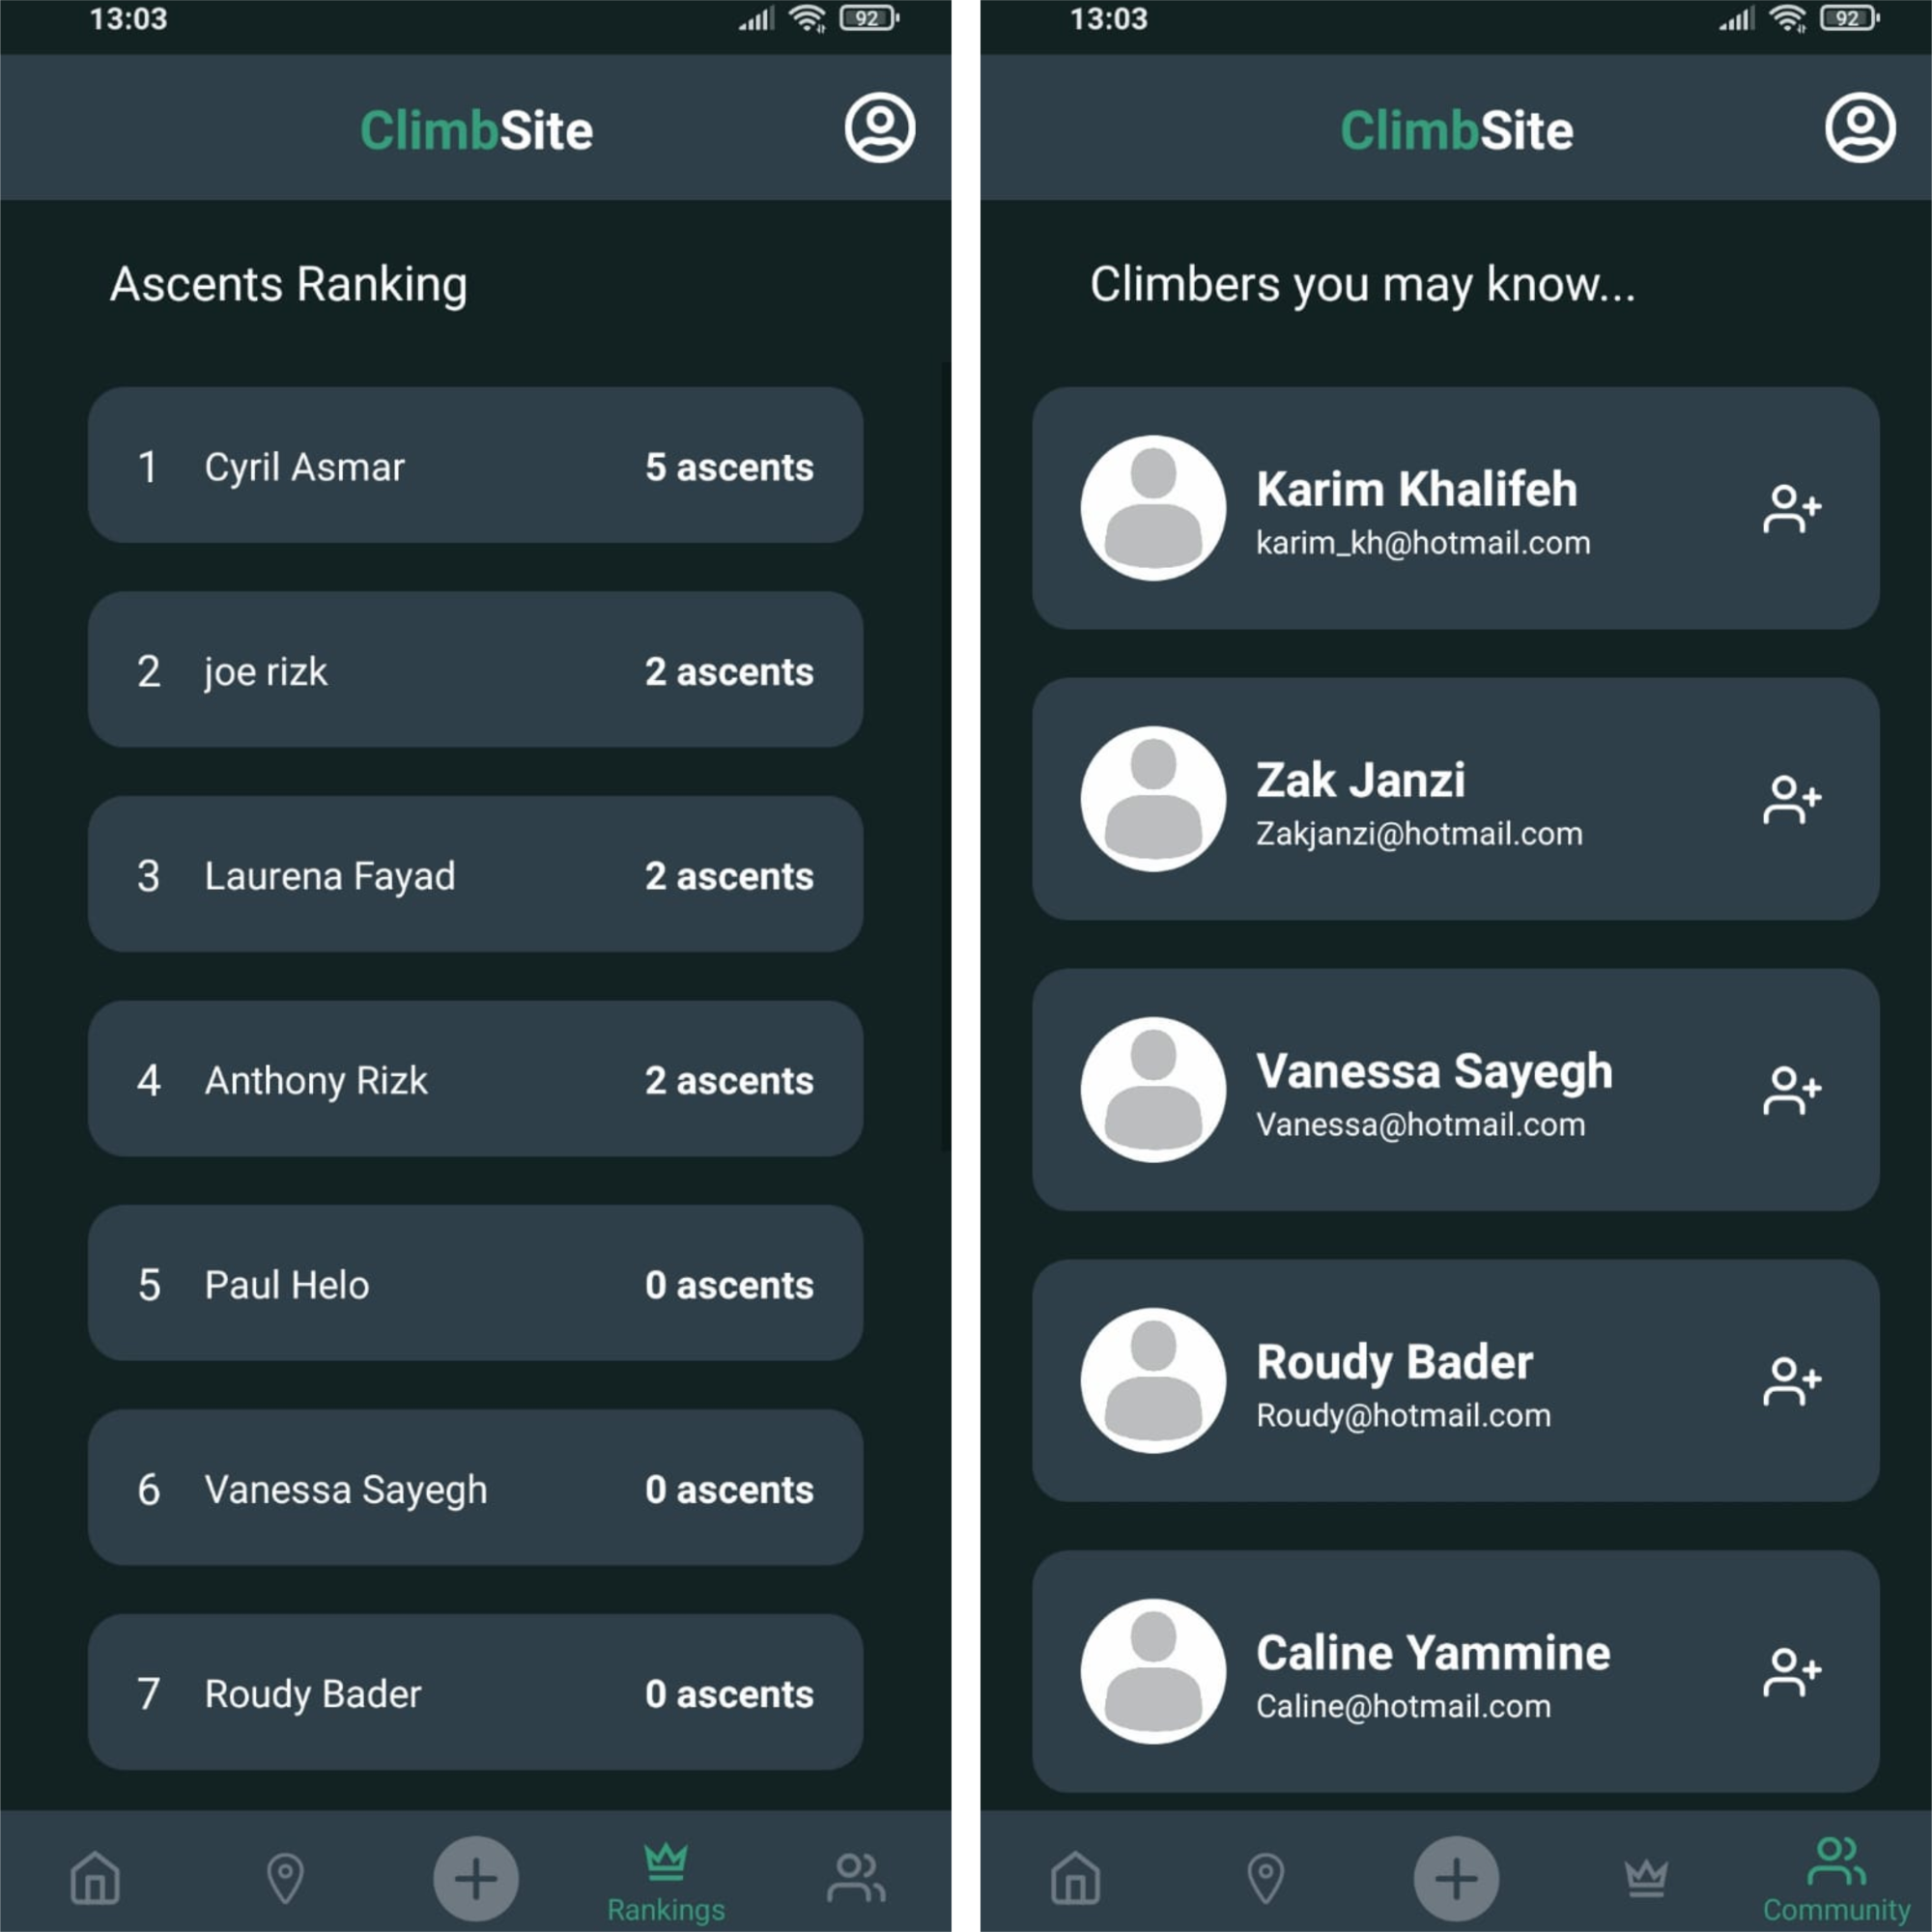 13:03
92
ClimbSite
Ascents Ranking
1 Cyril Asmar 5 ascents
2 joe rizk 2 ascents
3 Laurena Fayad 2 ascents
4 Anthony Rizk 2 ascents
5 Paul Helo 0 ascents
6 Vanessa Sayegh 0 ascents
7 Roudy Bader 0 ascents
Rankings
13:03
92
ClimbSite
Climbers you may know...
Karim Khalifeh
karim_kh@hotmail.com
Zak Janzi
Zakjanzi@hotmail.com
Vanessa Sayegh
Vanessa@hotmail.com
Roudy Bader
Roudy@hotmail.com
Caline Yammine
Caline@hotmail.com
Community